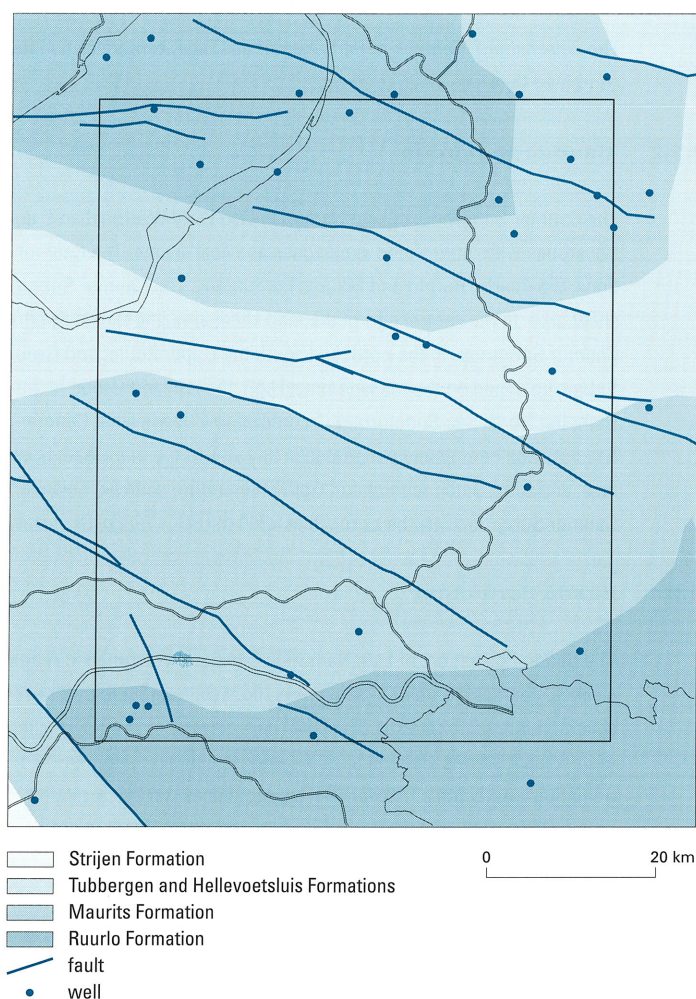 Strijen Formation
Tubbergen and Hellevoetsluis Formations
Maurits Formation
Ruurlo Formation
fault
well
0 20 km